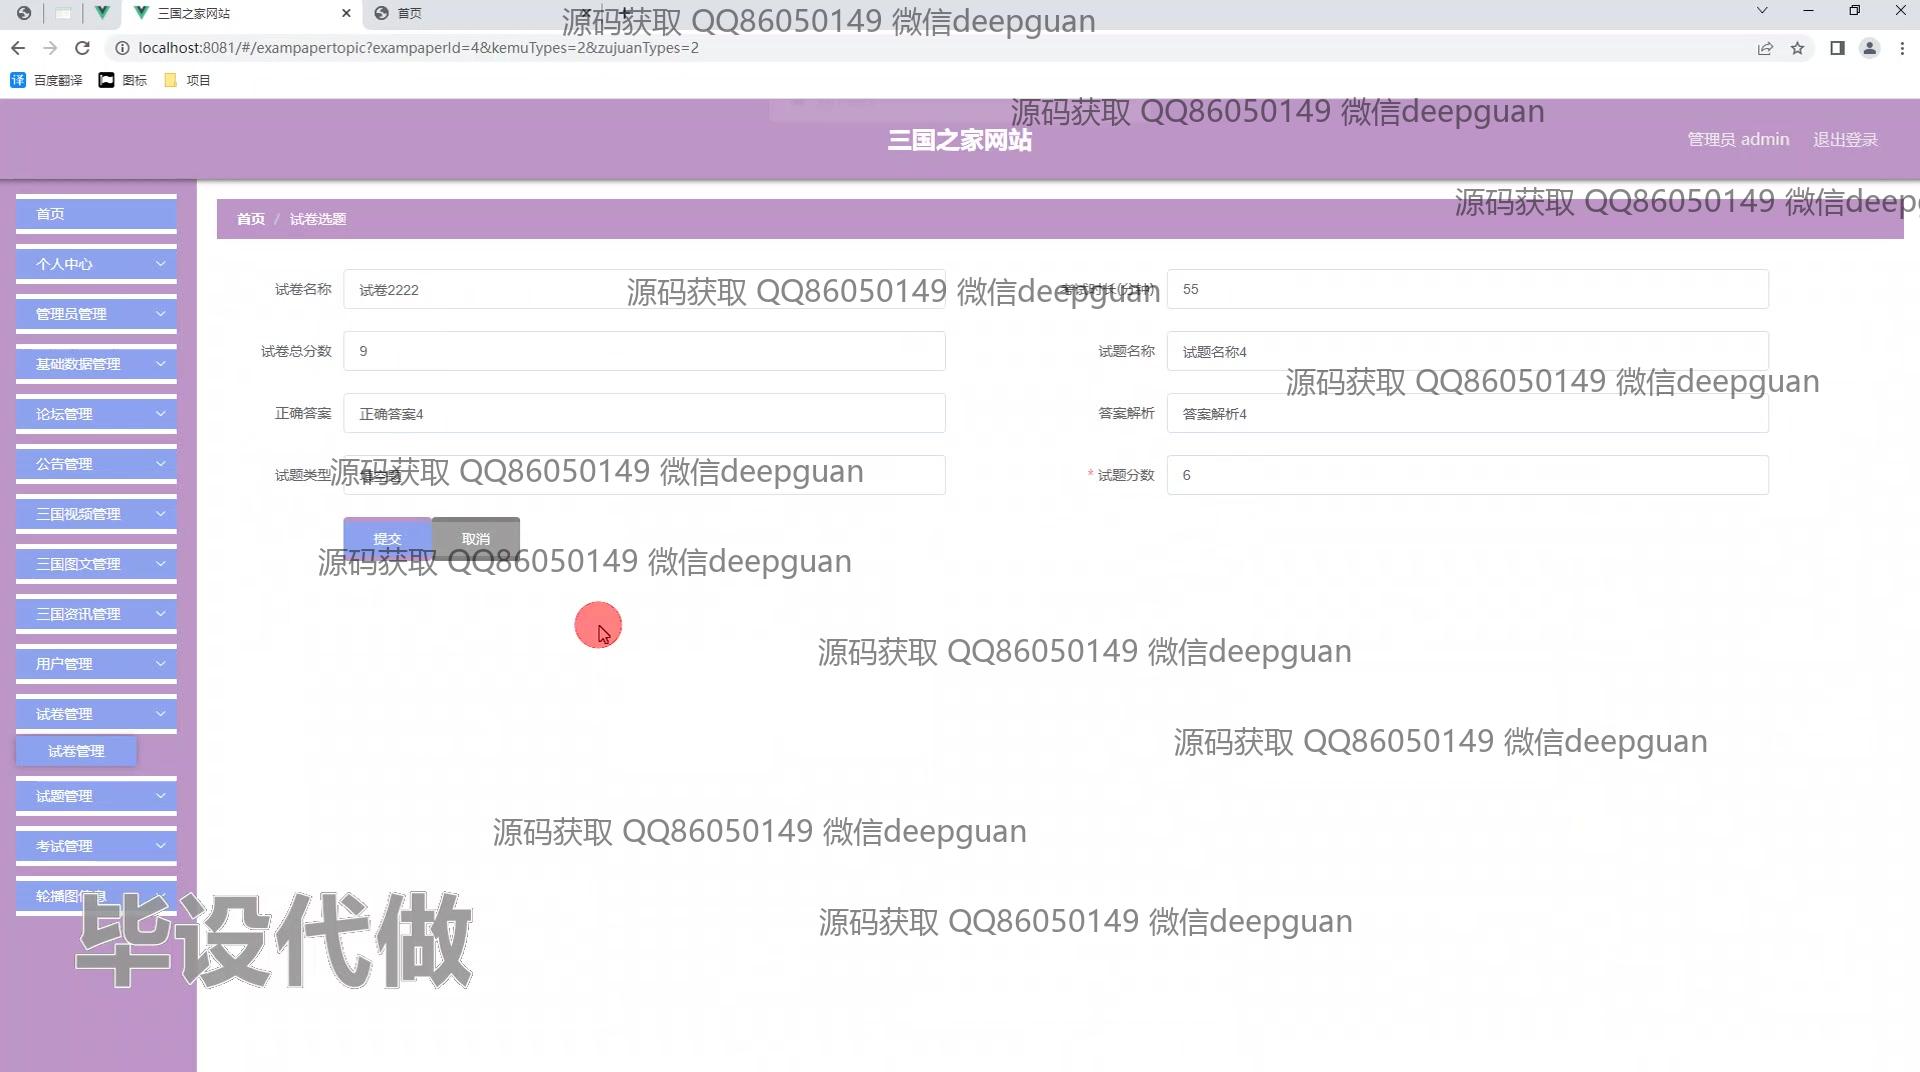 三国之家网站
首页
源码获取 QQ86050149 微信deepguan
localhost:8081/#/exampapertopic?exampaperId=4&kemuTypes=2&zujuanTypes=2
译 百度翻译
图标
项目
源码获取 QQ86050149 微信deepguan
三国之家网站
管理员 admin
退出登录
源码获取 QQ86050149 微信deep
首页 / 试卷选题
首页
个人中心
管理员管理
基础数据管理
论坛管理
公告管理
三国视频管理
三国图文管理
三国资讯管理
用户管理
试卷管理
试卷管理
试题管理
考试管理
轮播图信息
试卷名称 试卷2222
源码获取 QQ86050149 微信deepguan
考试时长(分钟) 55
试卷总分数 9
试题名称 试题名称4
源码获取 QQ86050149 微信deepguan
正确答案 正确答案4
答案解析 答案解析4
试题类型 填空题
源码获取 QQ86050149 微信deepguan
* 试题分数 6
提交
取消
源码获取 QQ86050149 微信deepguan
源码获取 QQ86050149 微信deepguan
源码获取 QQ86050149 微信deepguan
源码获取 QQ86050149 微信deepguan
源码获取 QQ86050149 微信deepguan
毕设代做